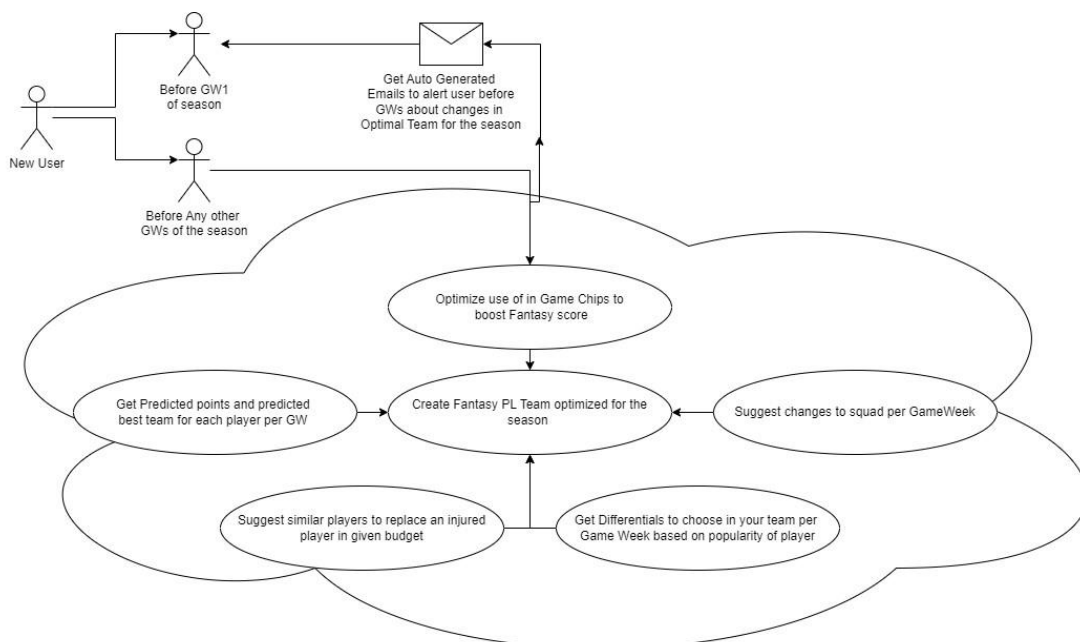 Before GW1
of season
Get Auto Generated
Emails to alert user before
GWs about changes in
Optimal Team for the season
New User
Before Any other
GWs of the season
Optimize use of in Game Chips to
boost Fantasy score
Get Predicted points and predicted
best team for each player per GW
Create Fantasy PL Team optimized for the
season
Suggest changes to squad per GameWeek
Suggest similar players to replace an injured
player in given budget
Get Differentials to choose in your team per
Game Week based on popularity of player